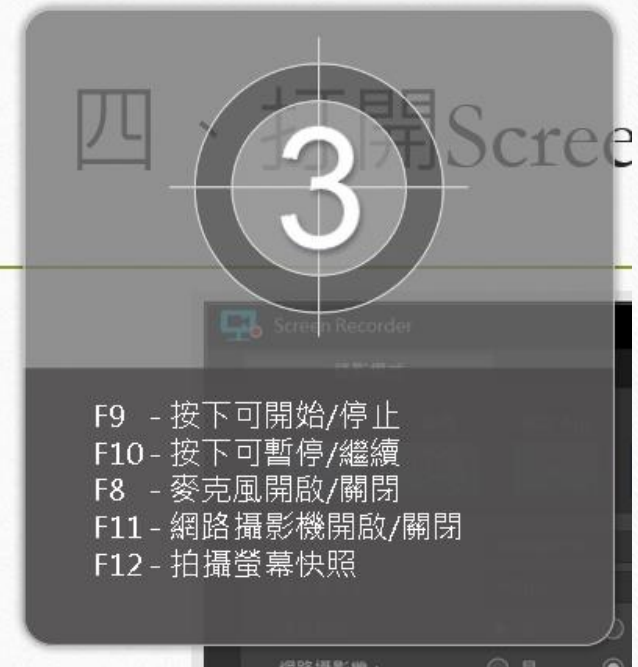 四、打開Scree
3
Screen Recorder
F9 - 按下可開始/停止
F10 - 按下可暫停/繼續
F8 - 麥克風開啟/關閉
F11 - 網路攝影機開啟/關閉
F12 - 拍攝螢幕快照
網路攝影機：